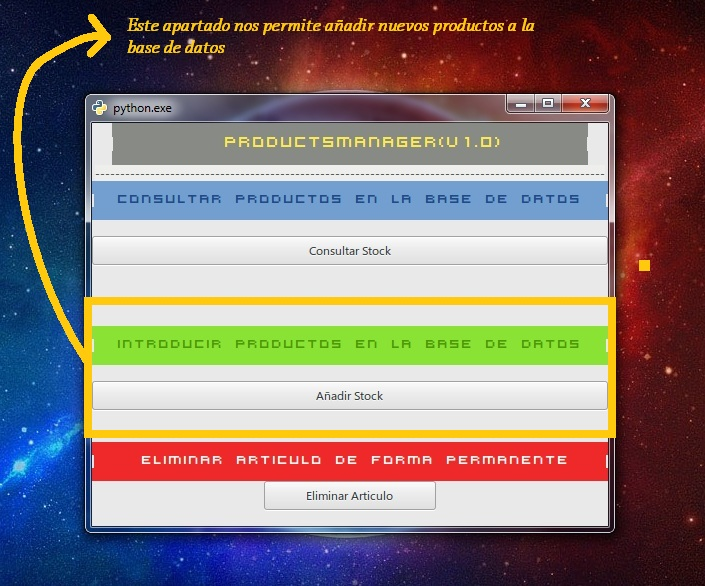 Este apartado nos permite añadir nuevos productos a la
base de datos
python.exe
PRODUCTSMANAGER(V 1.0)
CONSULTAR PRODUCTOS EN LA BASE DE DATOS
Consultar Stock
INTRODUCIR PRODUCTOS EN LA BASE DE DATOS
Añadir Stock
ELIMINAR ARTICULO DE FORMA PERMANENTE
Eliminar Articulo